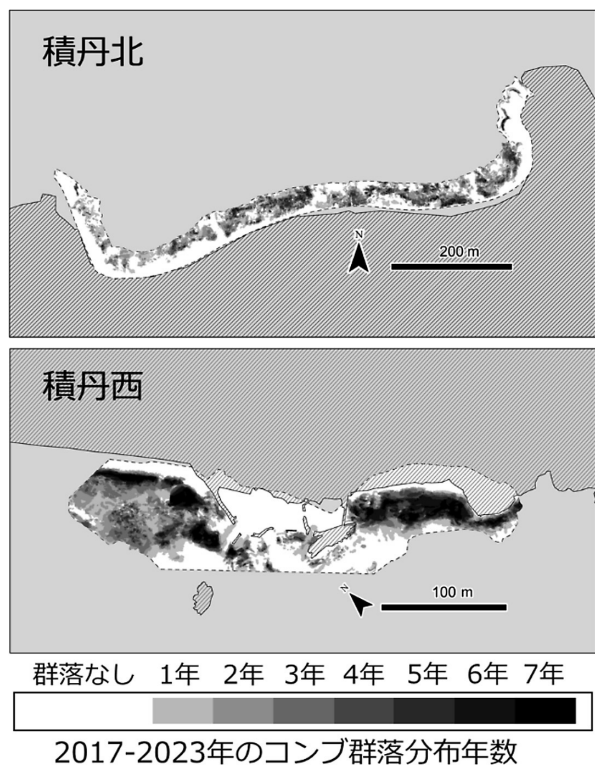 積丹北
N
200 m
積丹西
N
100 m
群落なし 1年 2年 3年 4年 5年 6年 7年
2017-2023年のコンブ群落分布年数